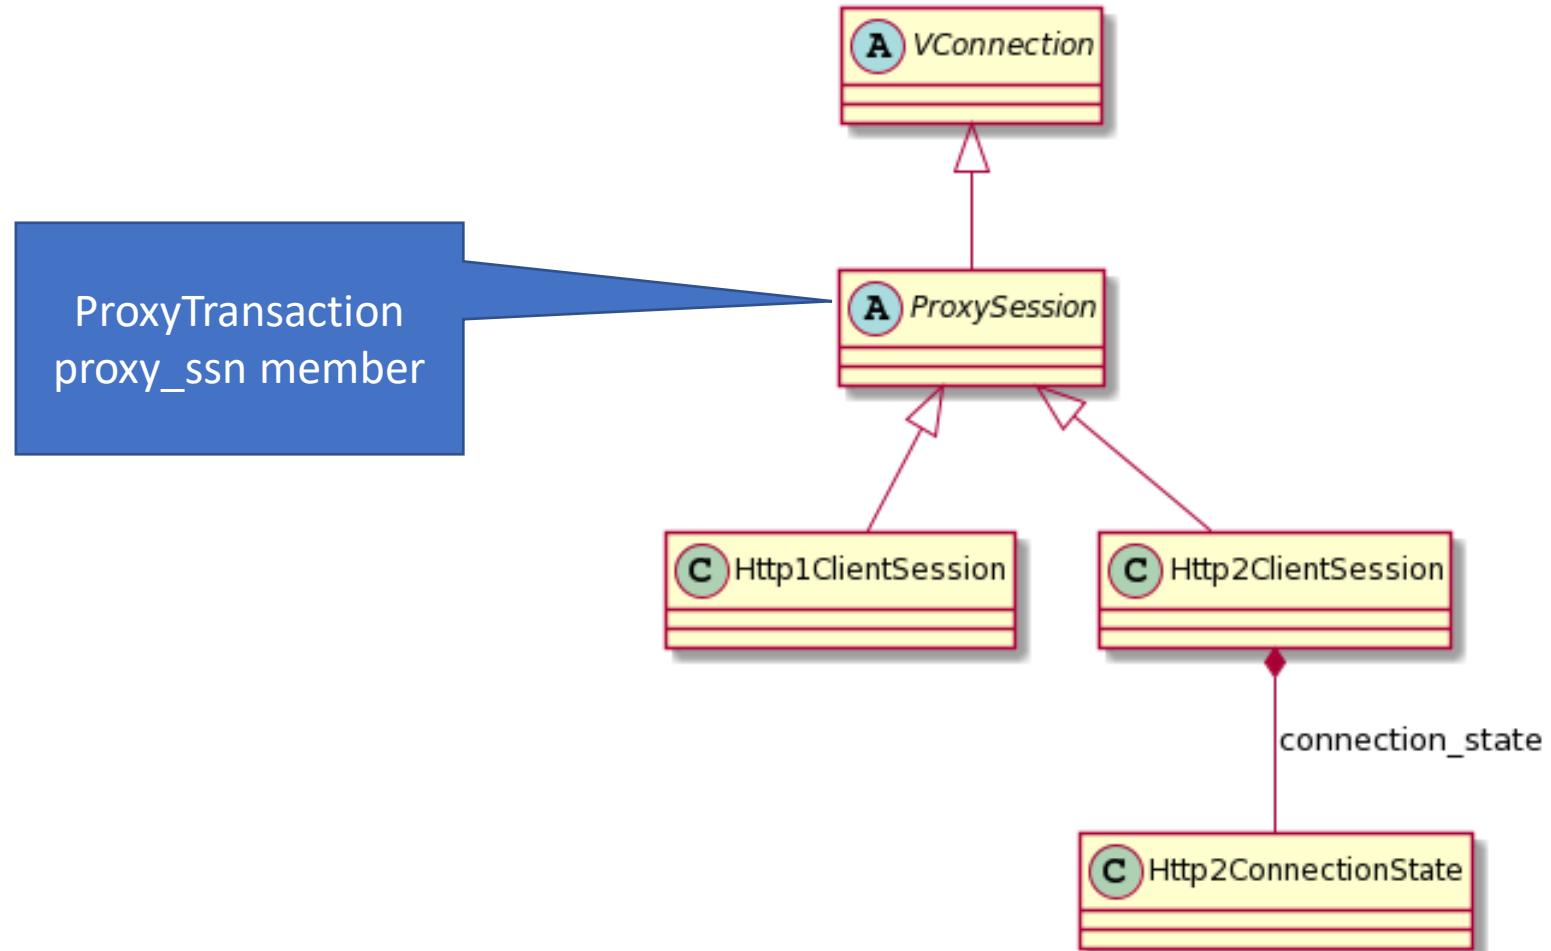 A VConnection
ProxyTransaction
proxy_ssn member
A ProxySession
C Http1ClientSession
C Http2ClientSession
connection_state
C Http2ConnectionState